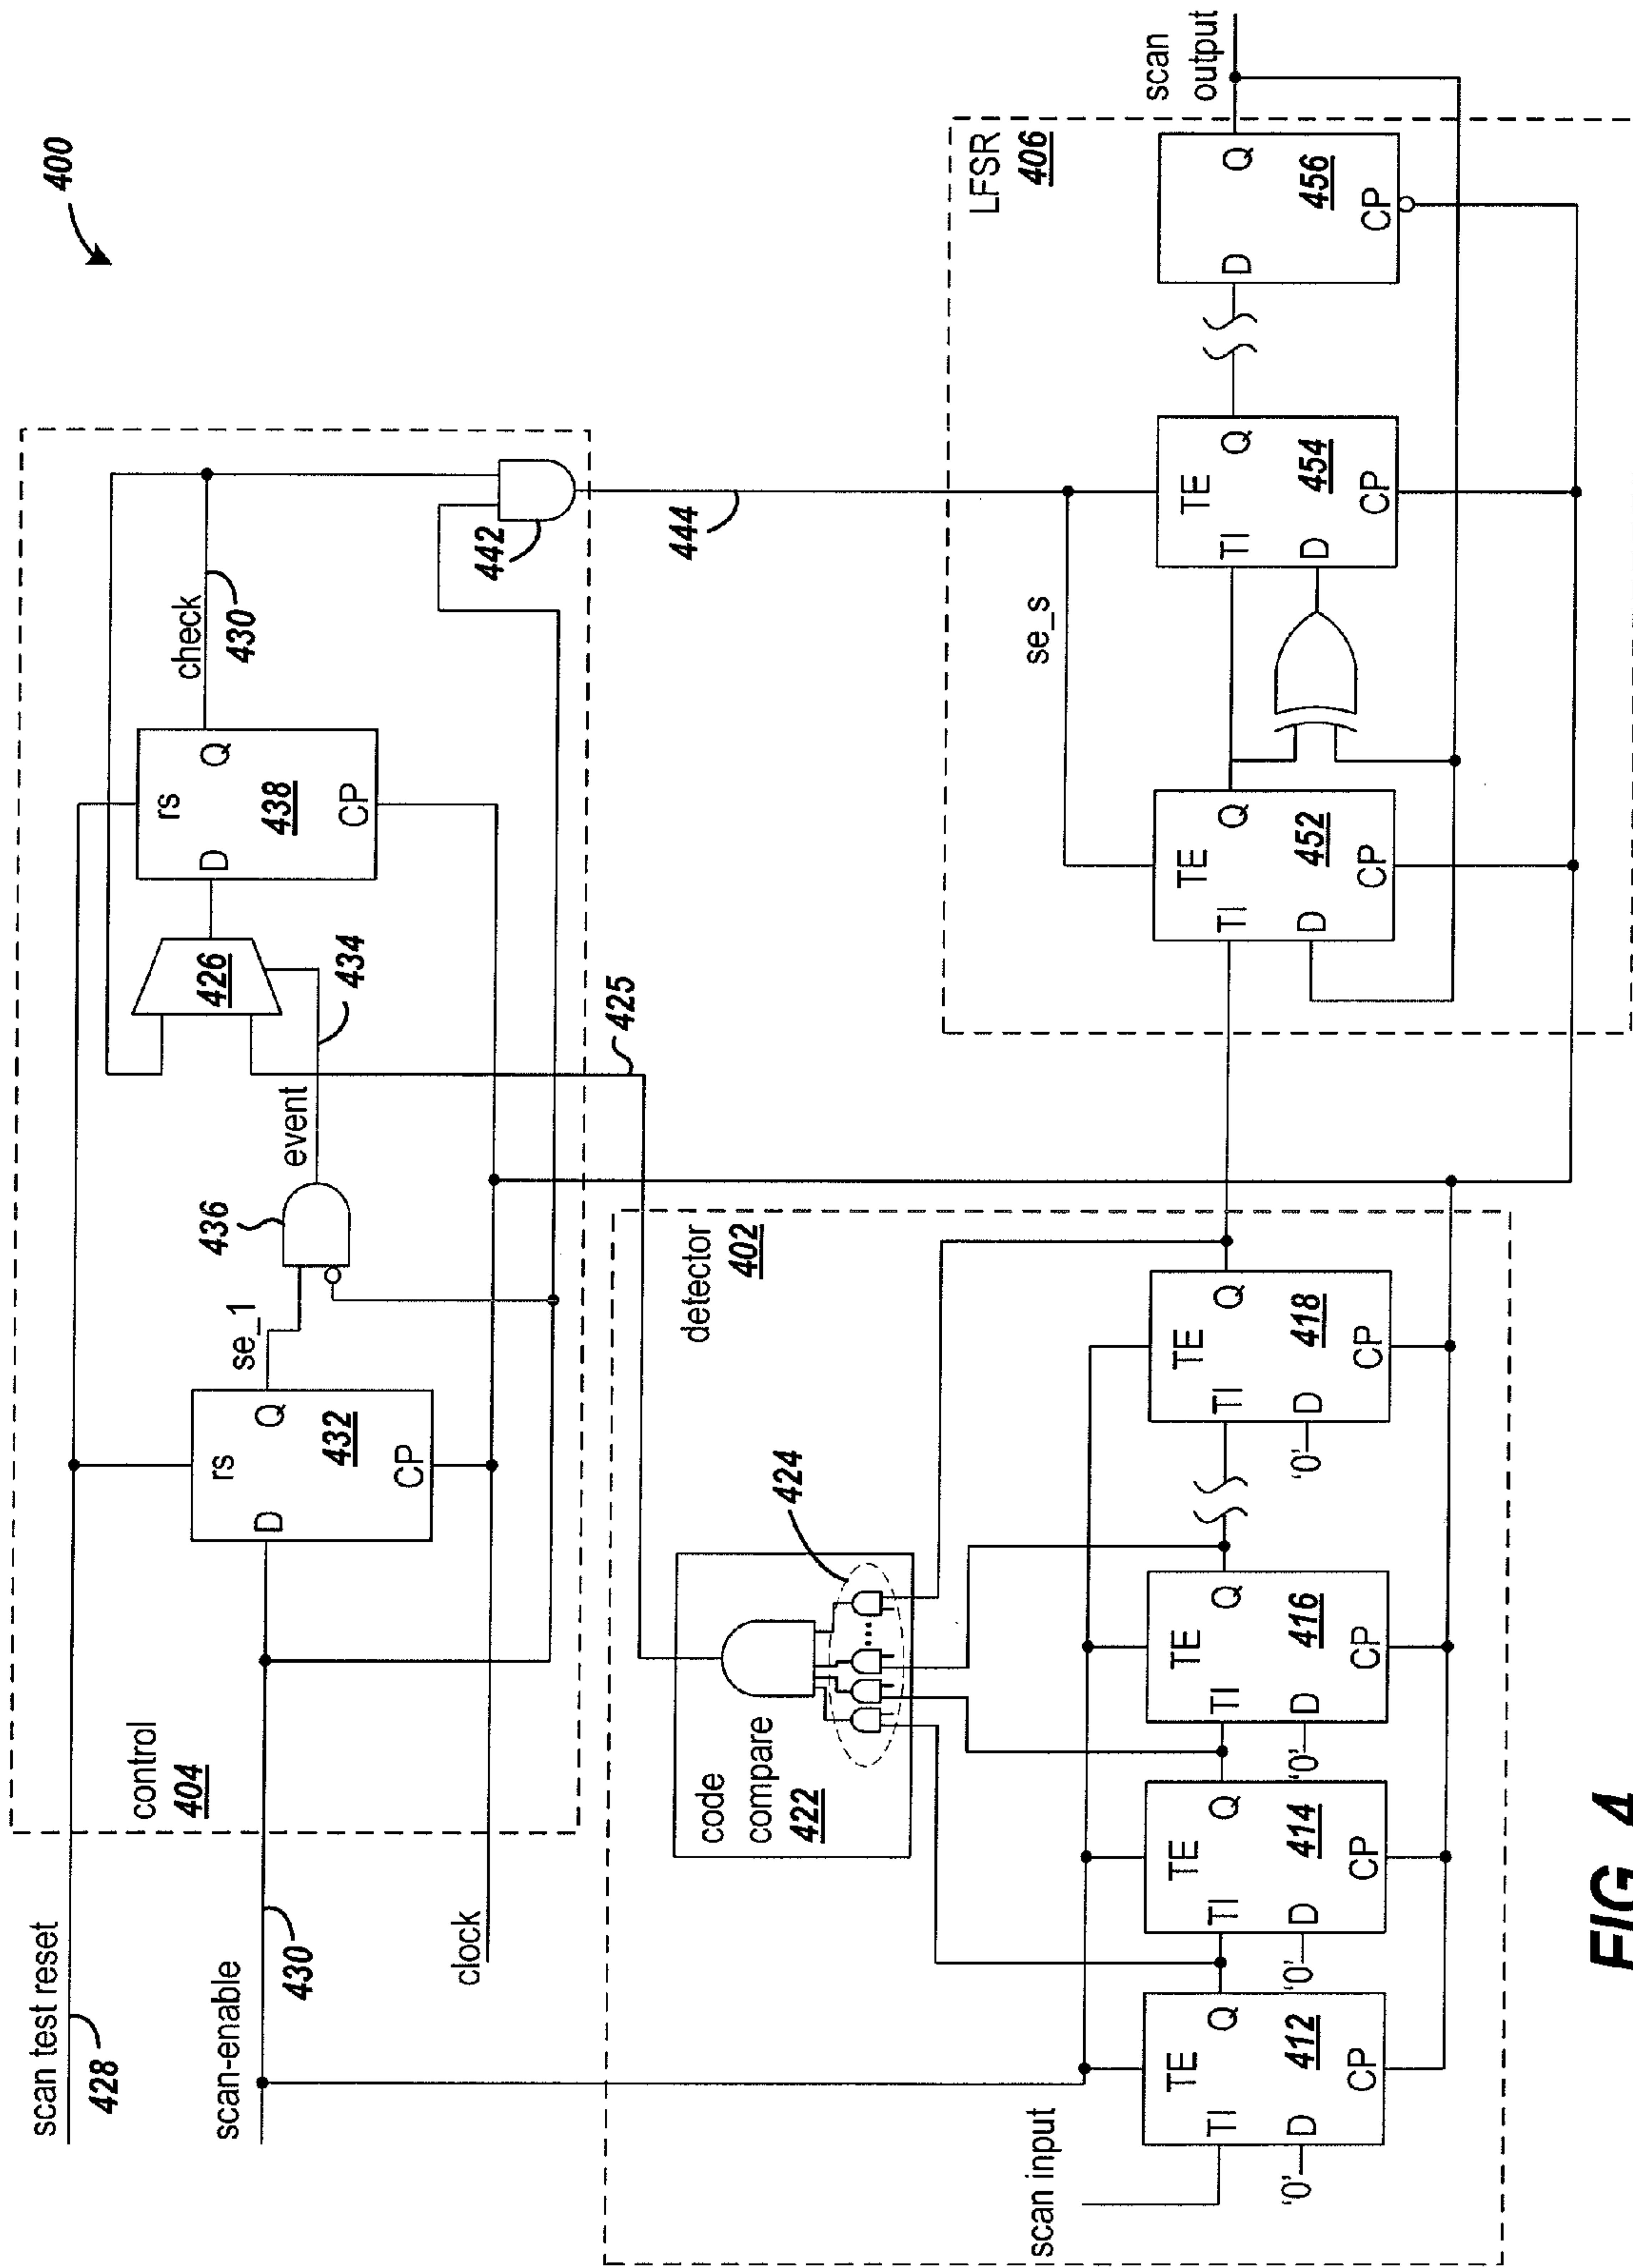 400
scan test reset
428
scan-enable
430
clock
control
404
D
rs
Q
432
CP
se_1
436
event
434
426
D
rs
Q
438
CP
check
430
442
444
425
detector
402
code
compare
422
424
scan input
TI
TE
Q
D
412
CP
'0'
TI
TE
Q
D
414
CP
'0'
TI
TE
Q
D
416
CP
'0'
TI
TE
Q
D
418
CP
'0'
LFSR
406
se_s
TI
TE
Q
D
452
CP
TI
TE
Q
D
454
CP
D
Q
456
CP
scan
output
FIG. 4